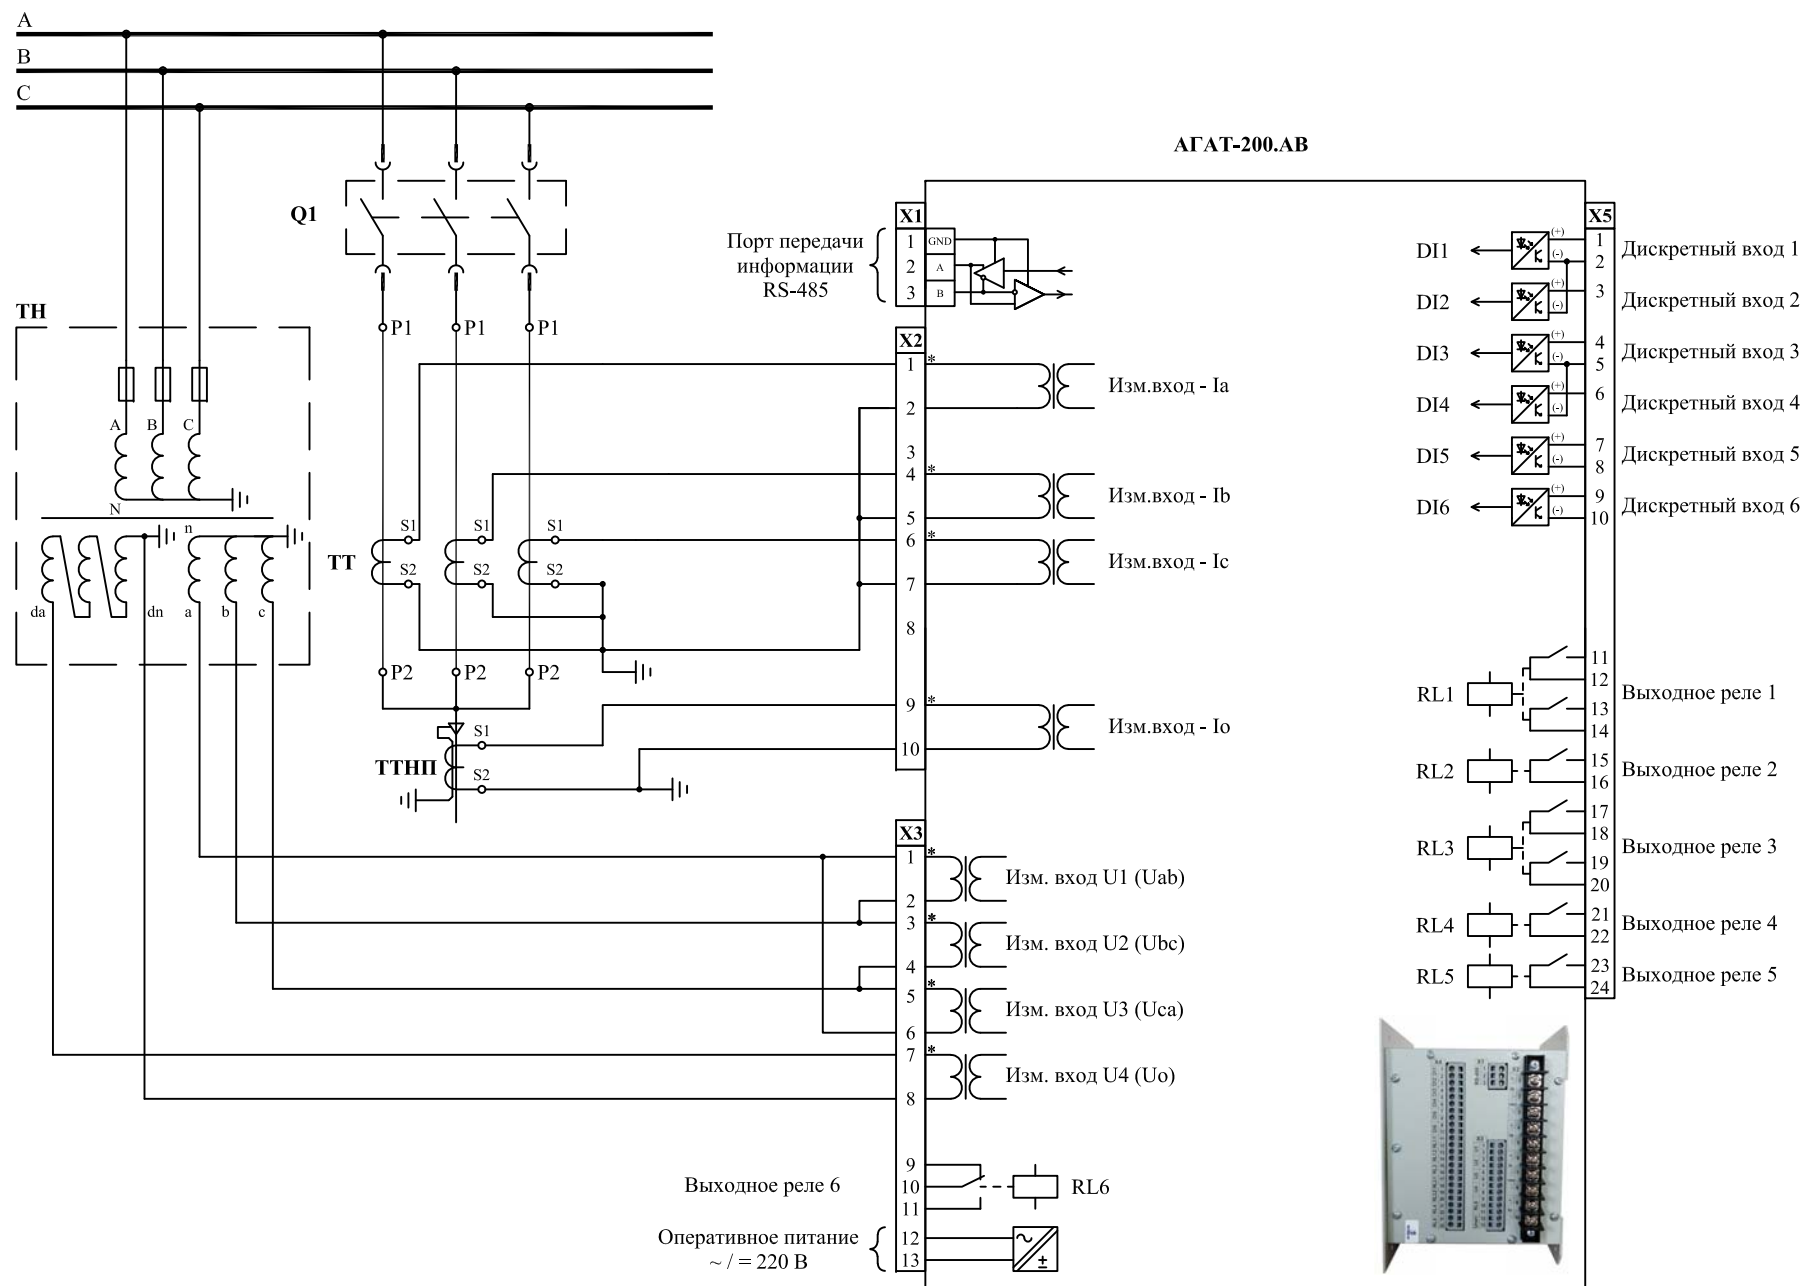 A
B
C
АГАТ-200.АВ
Q1
Порт передачи
информации
RS-485
X1
1 GND
2 A
3 B
X5
DI1 (+) 1 Дискретный вход 1
(-) 2
DI2 (+) 3 Дискретный вход 2
(-)
DI3 (+) 4 Дискретный вход 3
(-) 5
DI4 (+) 6 Дискретный вход 4
(-)
DI5 (+) 7 Дискретный вход 5
(-) 8
DI6 (+) 9 Дискретный вход 6
(-) 10
ТН
P1 P1 P1
X2
1 *
Изм.вход - Ia
2
3
4 *
Изм.вход - Ib
5
6 *
Изм.вход - Ic
7
8
9 *
Изм.вход - Io
10
A B C
N
n
da dn a b c
ТТ
S1 S1 S1
S2 S2 S2
P2 P2 P2
ТТНП
S1
S2
RL1 11 Выходное реле 1
12
13
14
RL2 15 Выходное реле 2
16
RL3 17 Выходное реле 3
18
19
20
RL4 21 Выходное реле 4
22
RL5 23 Выходное реле 5
24
X3
1 *
Изм. вход U1 (Uab)
2
3 *
Изм. вход U2 (Ubc)
4
5 *
Изм. вход U3 (Uca)
6
7 *
Изм. вход U4 (Uo)
8
9
Выходное реле 6 10 RL6
11
Оперативное питание 12
~ / = 220 В 13
~
±